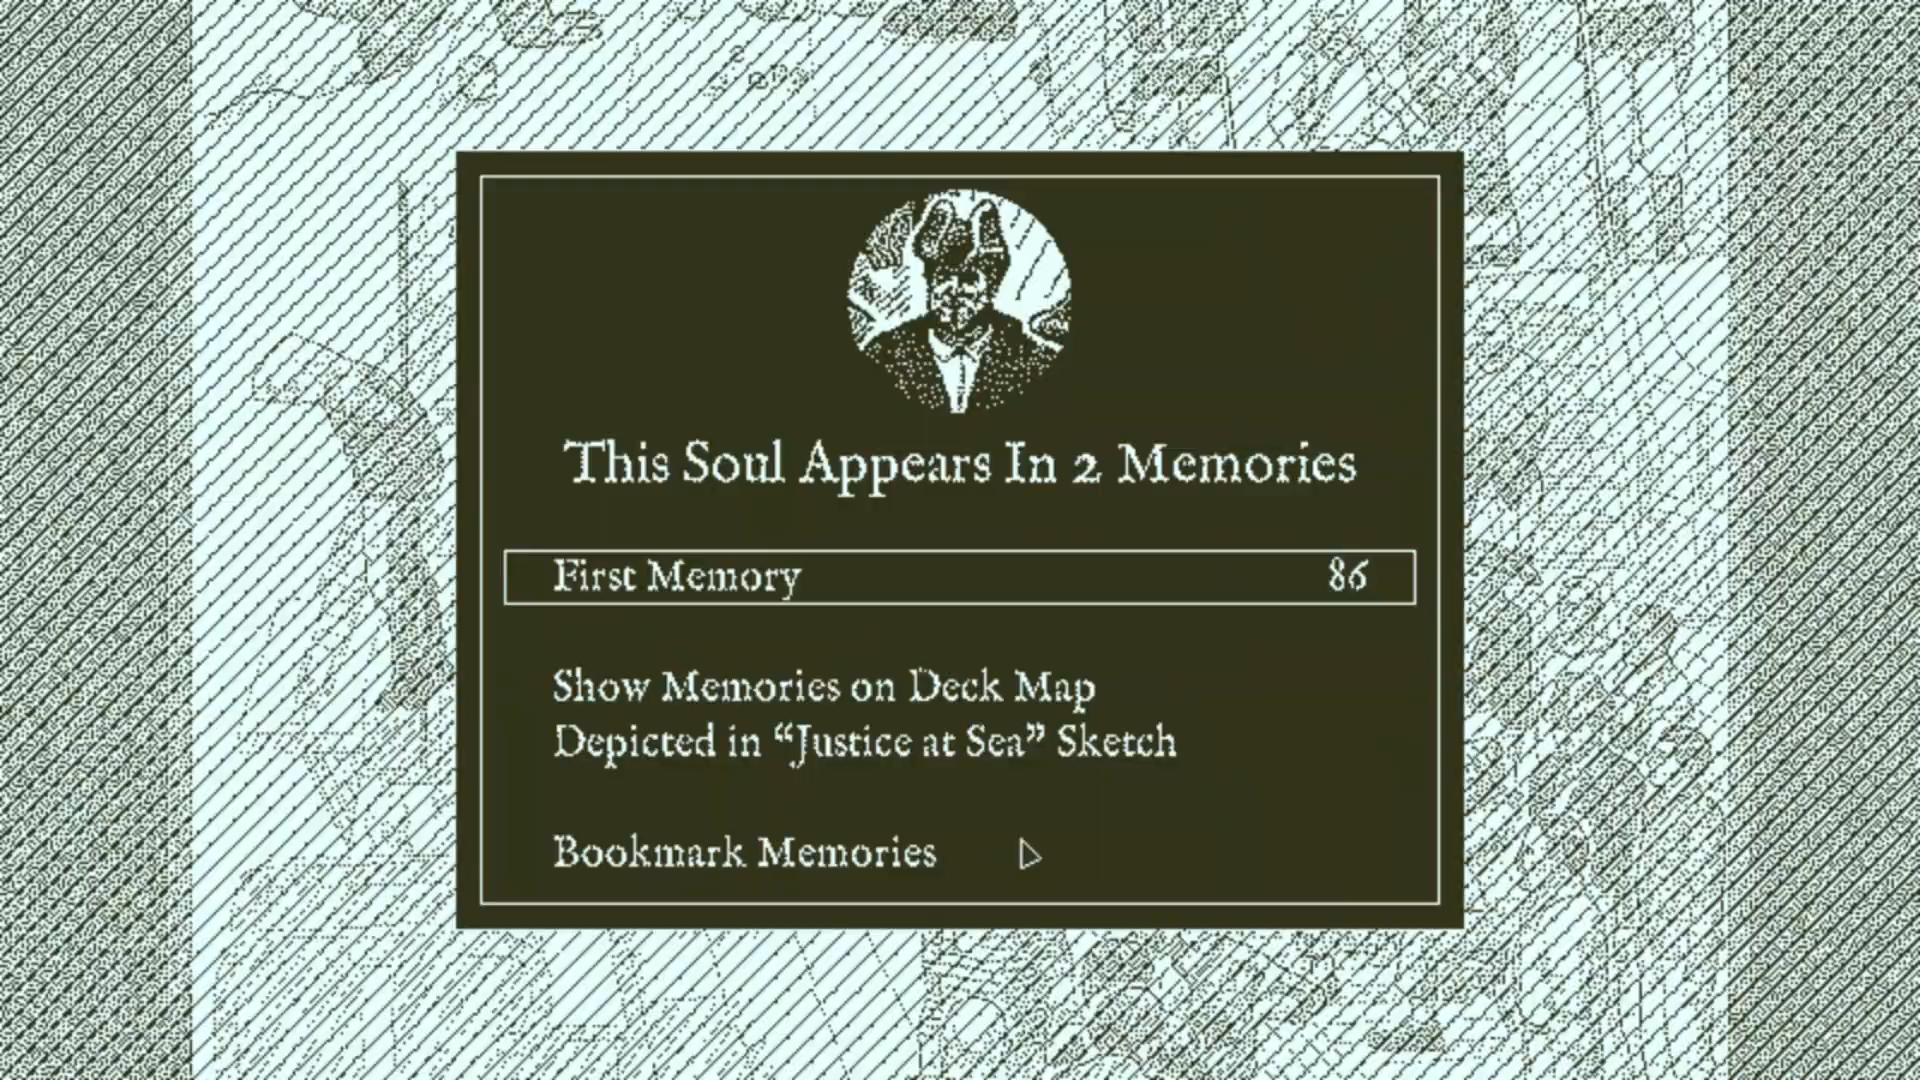 This Soul Appears In 2 Memories
First Memory 86
Show Memories on Deck Map
Depicted in “Justice at Sea” Sketch
Bookmark Memories